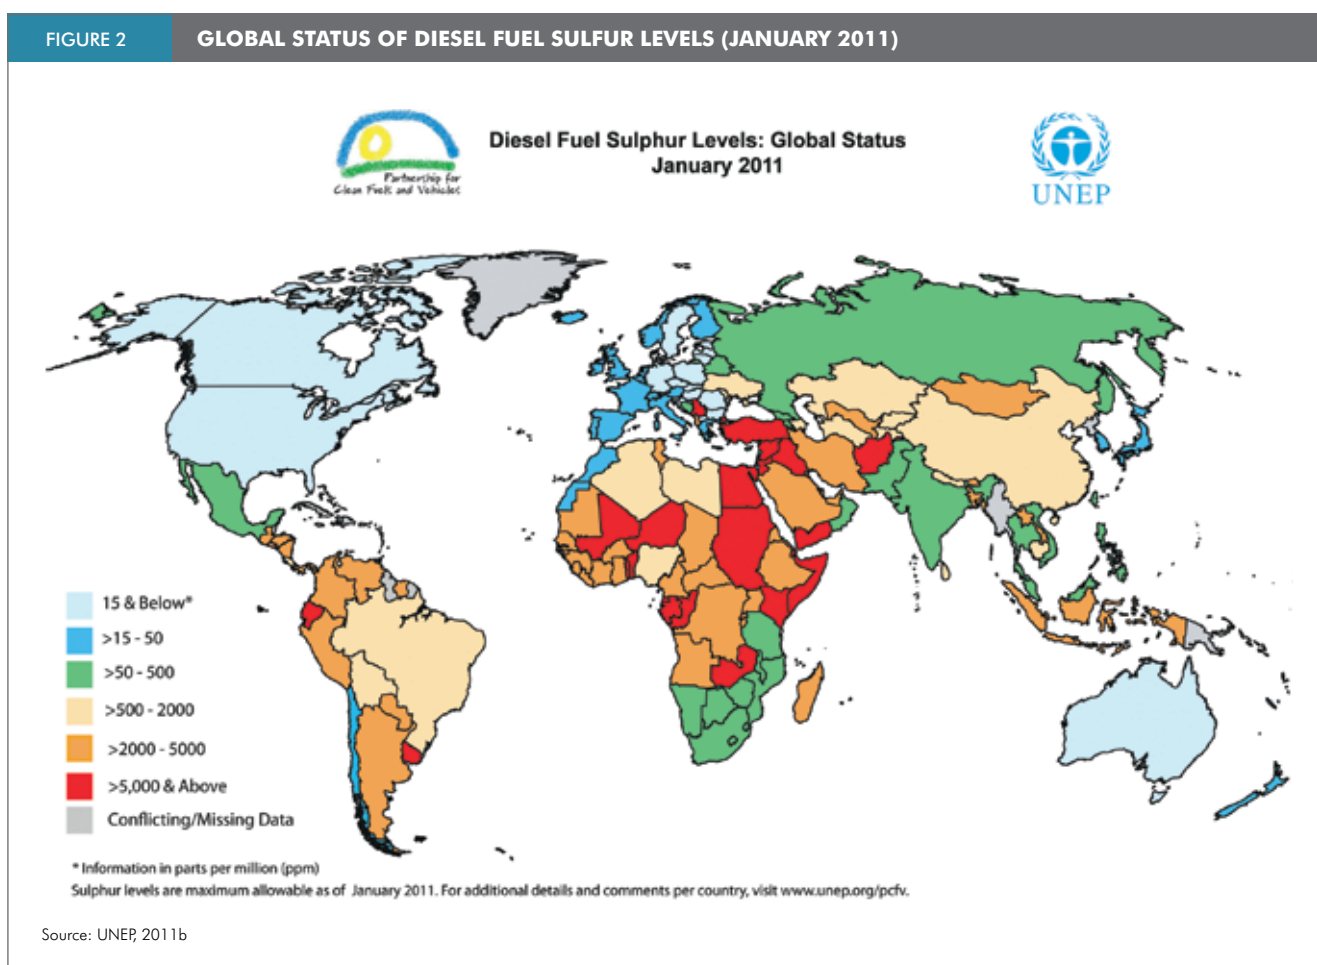 FIGURE 2
GLOBAL STATUS OF DIESEL FUEL SULFUR LEVELS (JANUARY 2011)
Partnership for
Clean Fuels and Vehicles
Diesel Fuel Sulphur Levels: Global Status
January 2011
UNEP
15 & Below*
>15 - 50
>50 - 500
>500 - 2000
>2000 - 5000
>5,000 & Above
Conflicting/Missing Data
* Information in parts per million (ppm)
Sulphur levels are maximum allowable as of January 2011. For additional details and comments per country, visit www.unep.org/pcfv.
Source: UNEP, 2011b